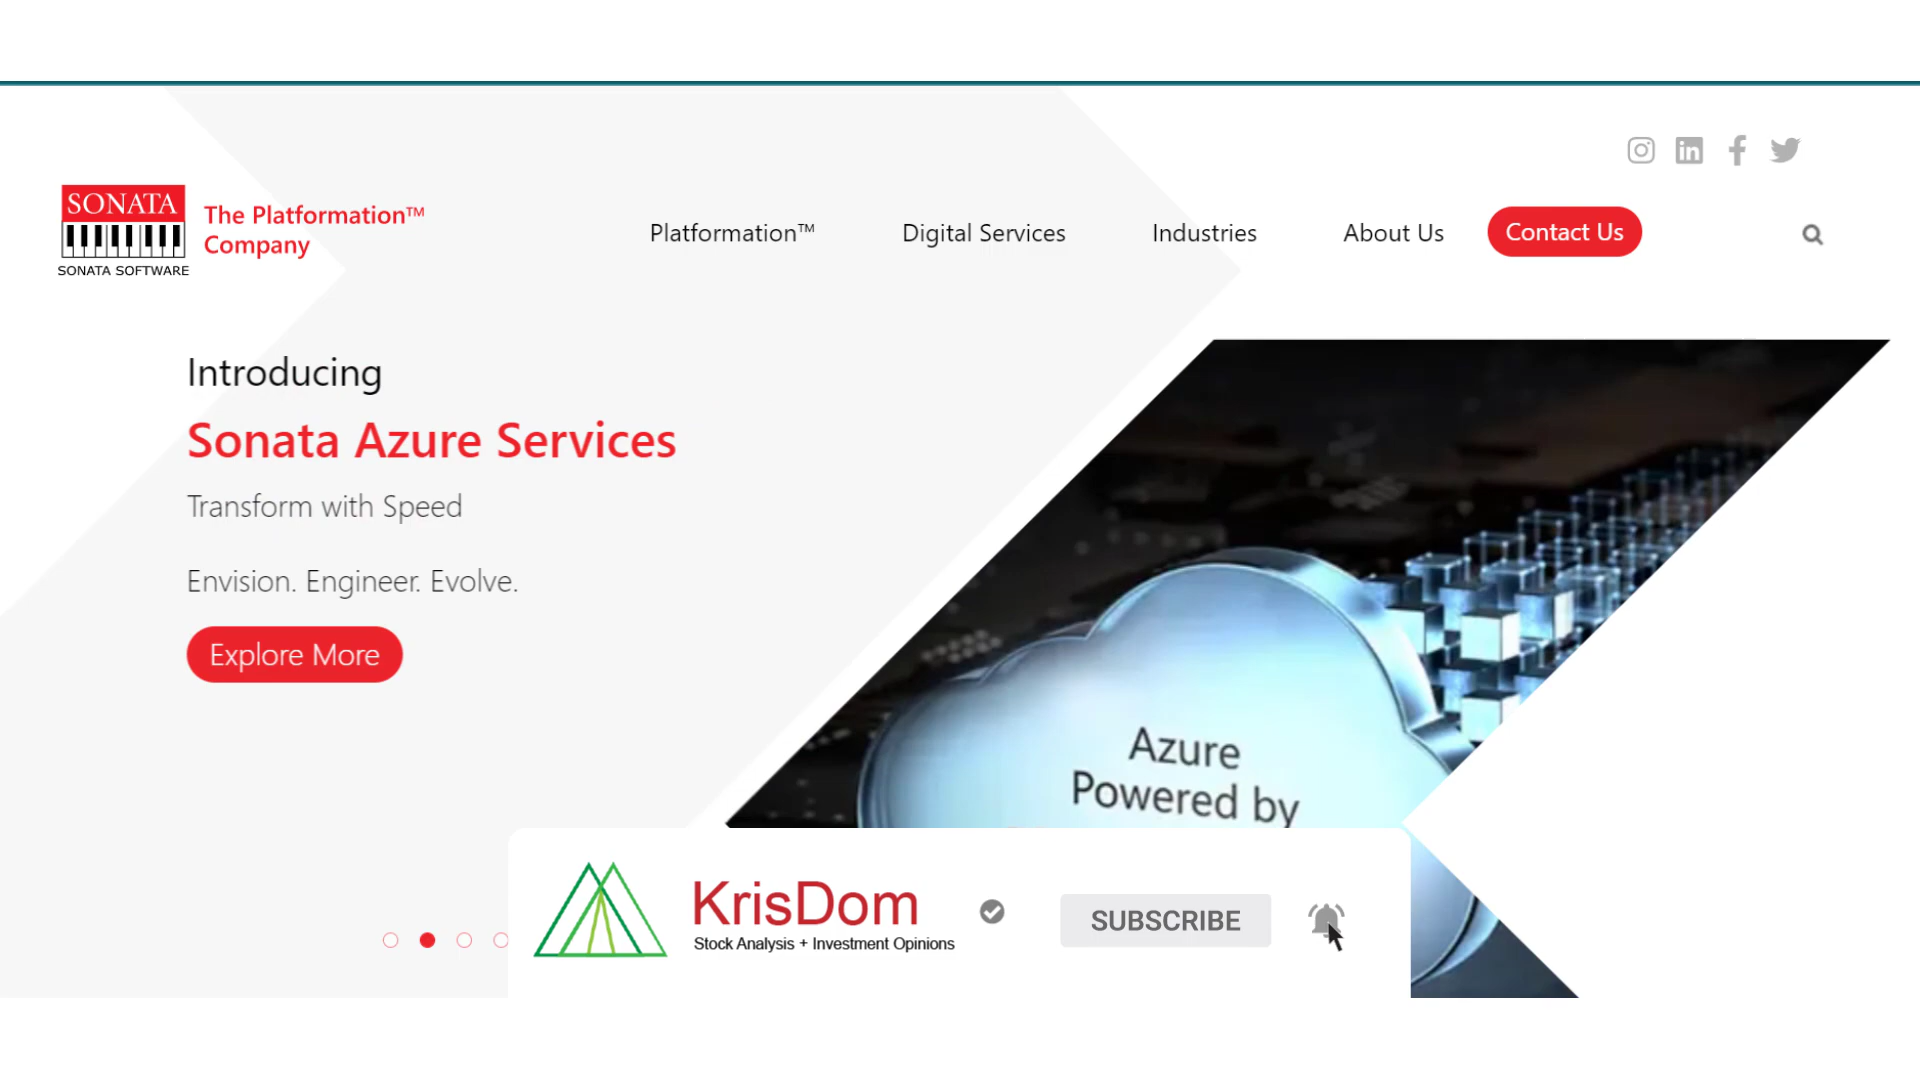 SONATA
SONATA SOFTWARE
The Platformation™
Company
Platformation™
Digital Services
Industries
About Us
Contact Us
Introducing
Sonata Azure Services
Transform with Speed
Envision. Engineer. Evolve.
Explore More
Azure
Powered by
KrisDom
Stock Analysis + Investment Opinions
SUBSCRIBE